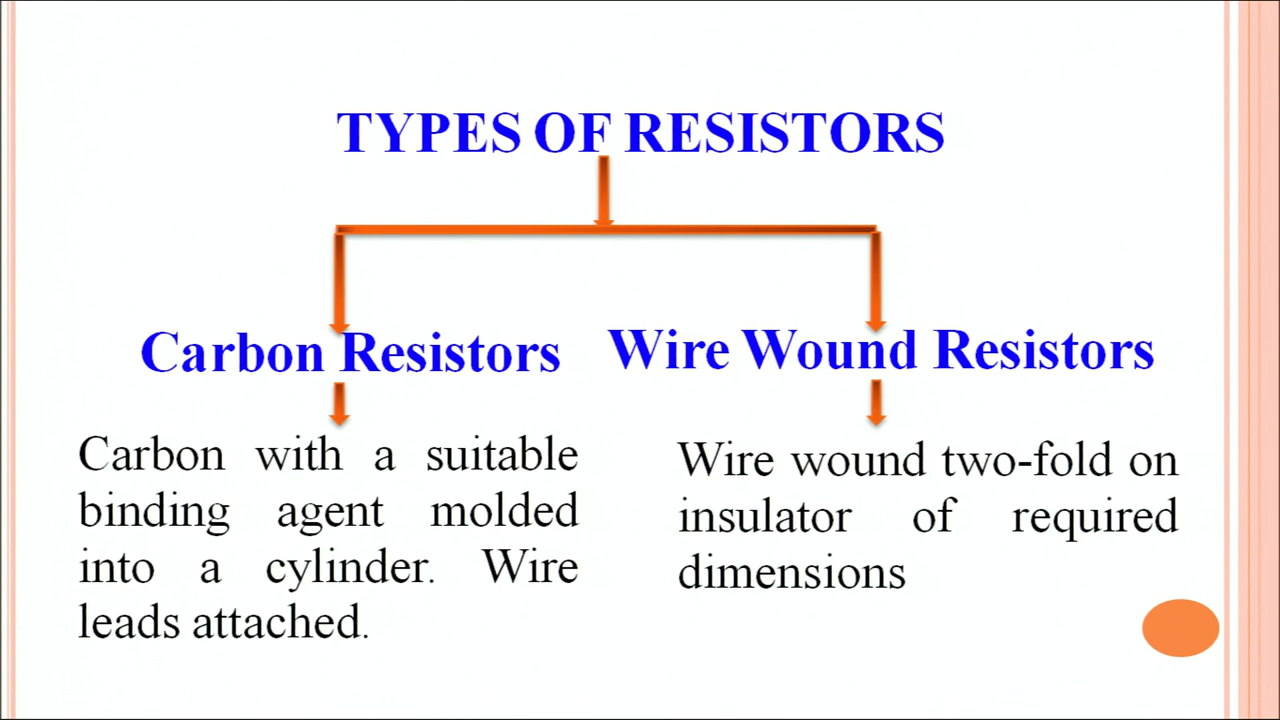 TYPES OF RESISTORS
Carbon Resistors
Wire Wound Resistors
Carbon with a suitable
binding agent molded
into a cylinder. Wire
leads attached.
Wire wound two-fold on
insulator of required
dimensions